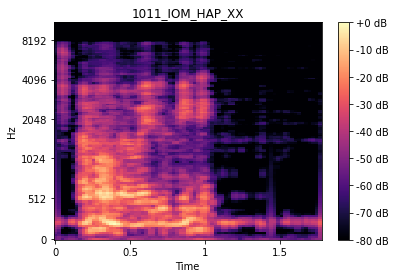 1011_IOM_HAP_XX
8192
4096
2048
1024
512
0
Hz
0
0.5
1
1.5
Time
+0 dB
-10 dB
-20 dB
-30 dB
-40 dB
-50 dB
-60 dB
-70 dB
-80 dB